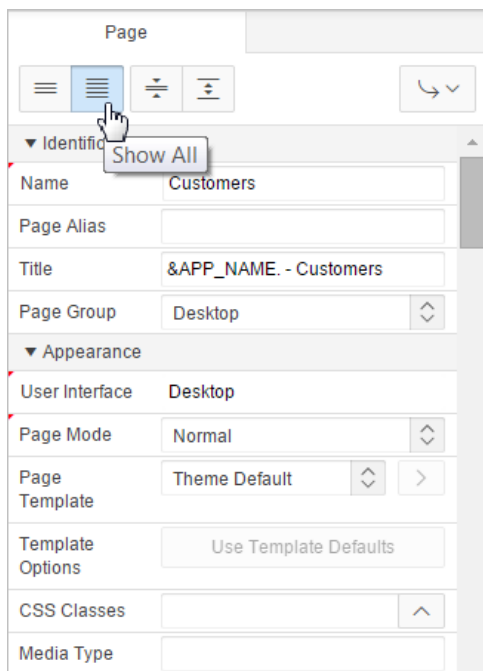 Page
▼ Identific
Show All
Name Customers
Page Alias
Title &APP_NAME. - Customers
Page Group Desktop
▼ Appearance
User Interface Desktop
Page Mode Normal
Page Template Theme Default
Template Options Use Template Defaults
CSS Classes
Media Type